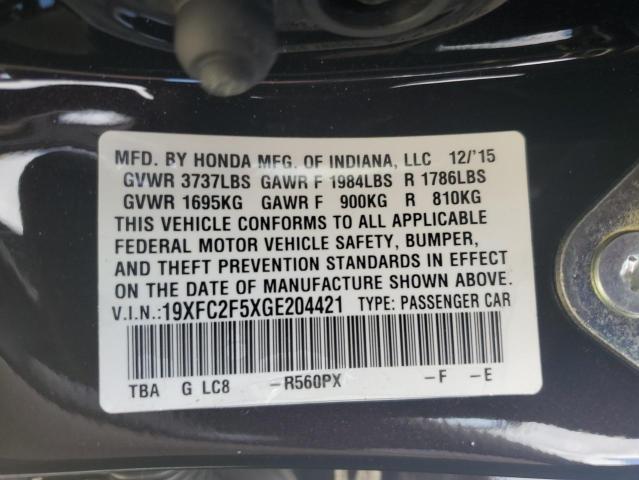 MFD. BY HONDA MFG. OF INDIANA, LLC 12/'15
GVWR 3737LBS GAWR F 1984LBS R 1786LBS
GVWR 1695KG GAWR F 900KG R 810KG
THIS VEHICLE CONFORMS TO ALL APPLICABLE
FEDERAL MOTOR VEHICLE SAFETY, BUMPER,
AND THEFT PREVENTION STANDARDS IN EFFECT
ON THE DATE OF MANUFACTURE SHOWN ABOVE.
V.I.N.:19XFC2F5XGE204421 TYPE: PASSENGER CAR
TBA G LC8 -R560PX -F -E